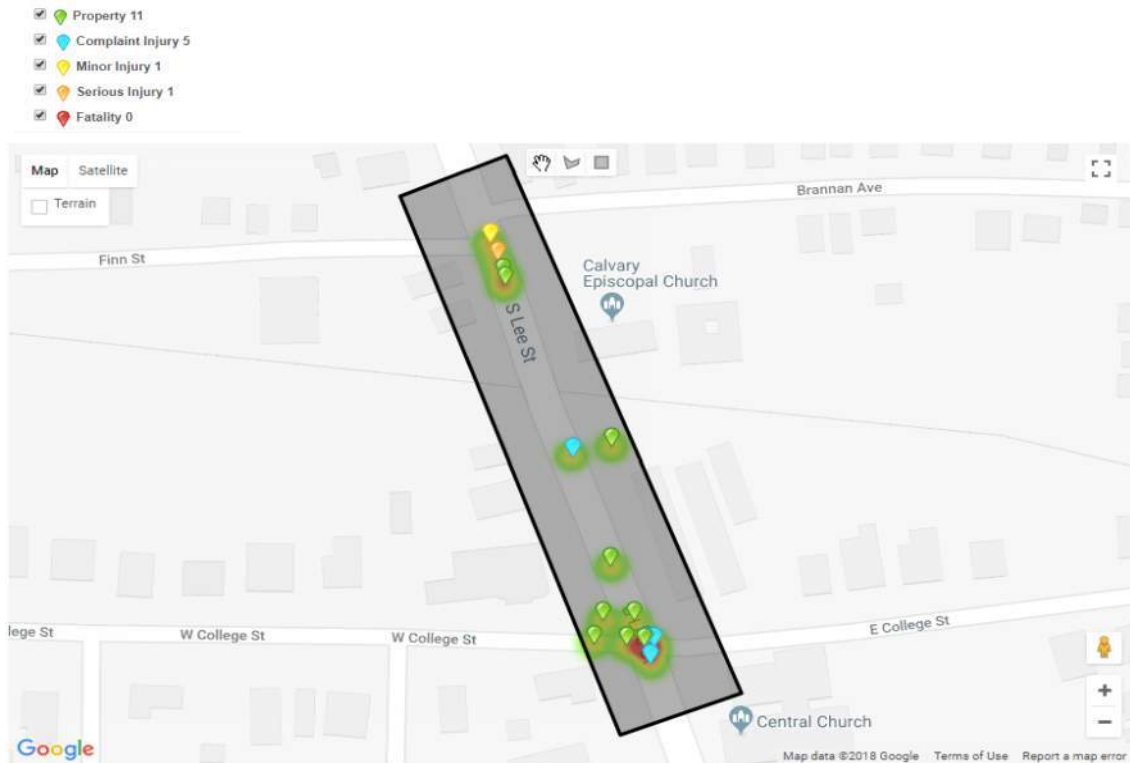 Property 11
Complaint Injury 5
Minor Injury 1
Serious Injury 1
Fatality 0
Map Satellite
Terrain
Brannan Ave
Finn St
Calvary
Episcopal Church
S Lee St
lege St
W College St
W College St
E College St
Central Church
Google
Map data ©2018 Google Terms of Use Report a map error